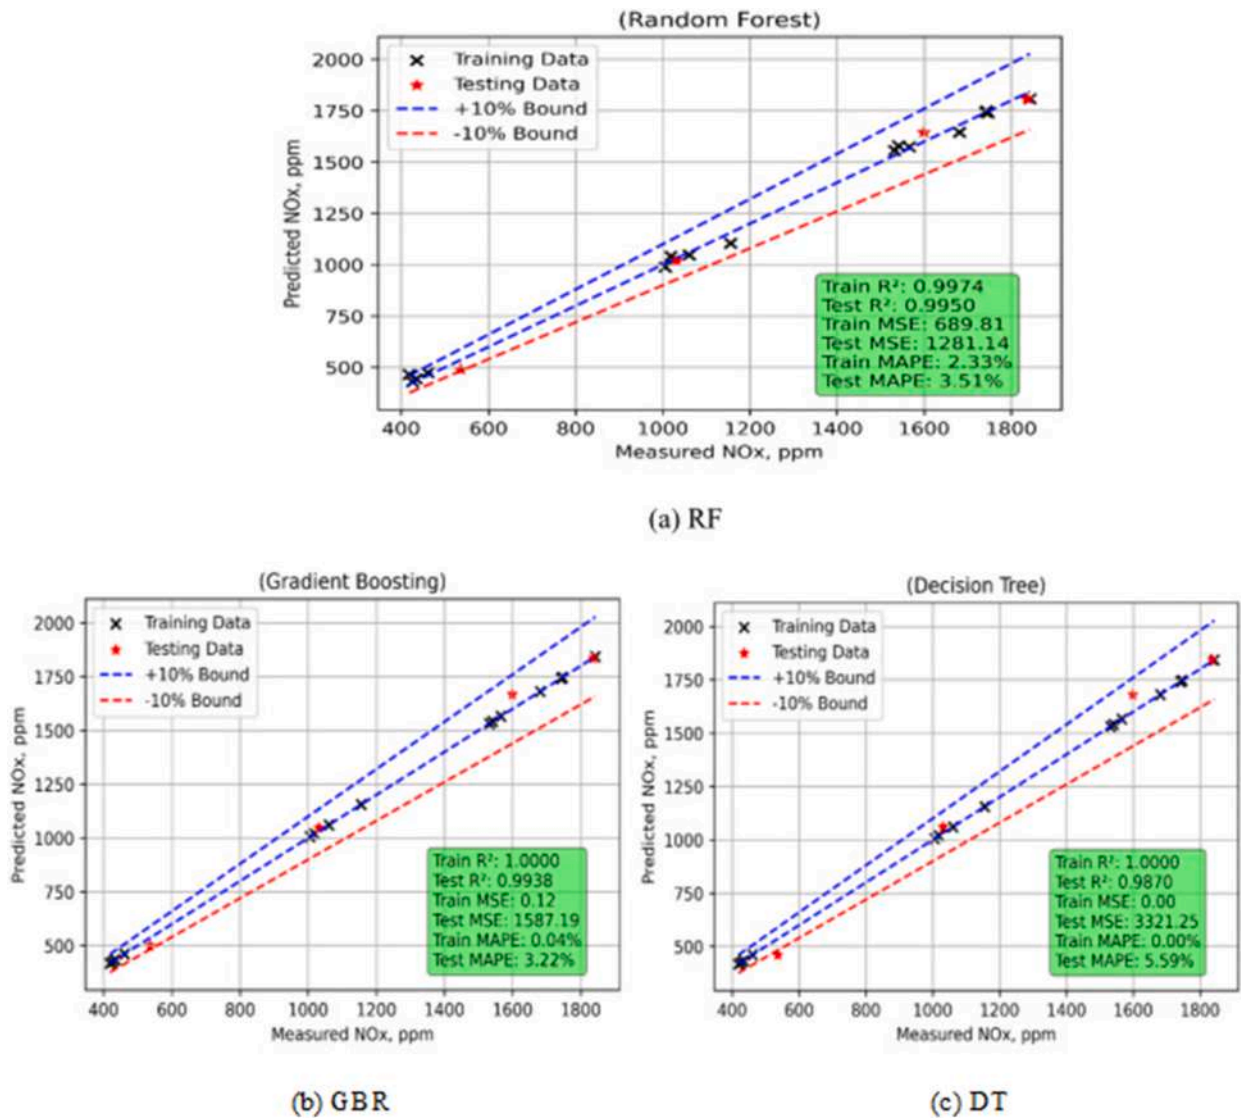 (Random Forest)
Training Data
Testing Data
+10% Bound
-10% Bound
2000
1750
1500
1250
1000
750
500
Predicted NOx, ppm
Train R²: 0.9974
Test R²: 0.9950
Train MSE: 689.81
Test MSE: 1281.14
Train MAPE: 2.33%
Test MAPE: 3.51%
400 600 800 1000 1200 1400 1600 1800
Measured NOx, ppm
(a) RF
(Gradient Boosting)
Training Data
Testing Data
+10% Bound
-10% Bound
2000
1750
1500
1250
1000
750
500
Predicted NOx, ppm
Train R²: 1.0000
Test R²: 0.9938
Train MSE: 0.12
Test MSE: 1587.19
Train MAPE: 0.04%
Test MAPE: 3.22%
400 600 800 1000 1200 1400 1600 1800
Measured NOx, ppm
(b) GBR
(Decision Tree)
Training Data
Testing Data
+10% Bound
-10% Bound
2000
1750
1500
1250
1000
750
500
Predicted NOx, ppm
Train R²: 1.0000
Test R²: 0.9870
Train MSE: 0.00
Test MSE: 3321.25
Train MAPE: 0.00%
Test MAPE: 5.59%
400 600 800 1000 1200 1400 1600 1800
Measured NOx, ppm
(c) DT